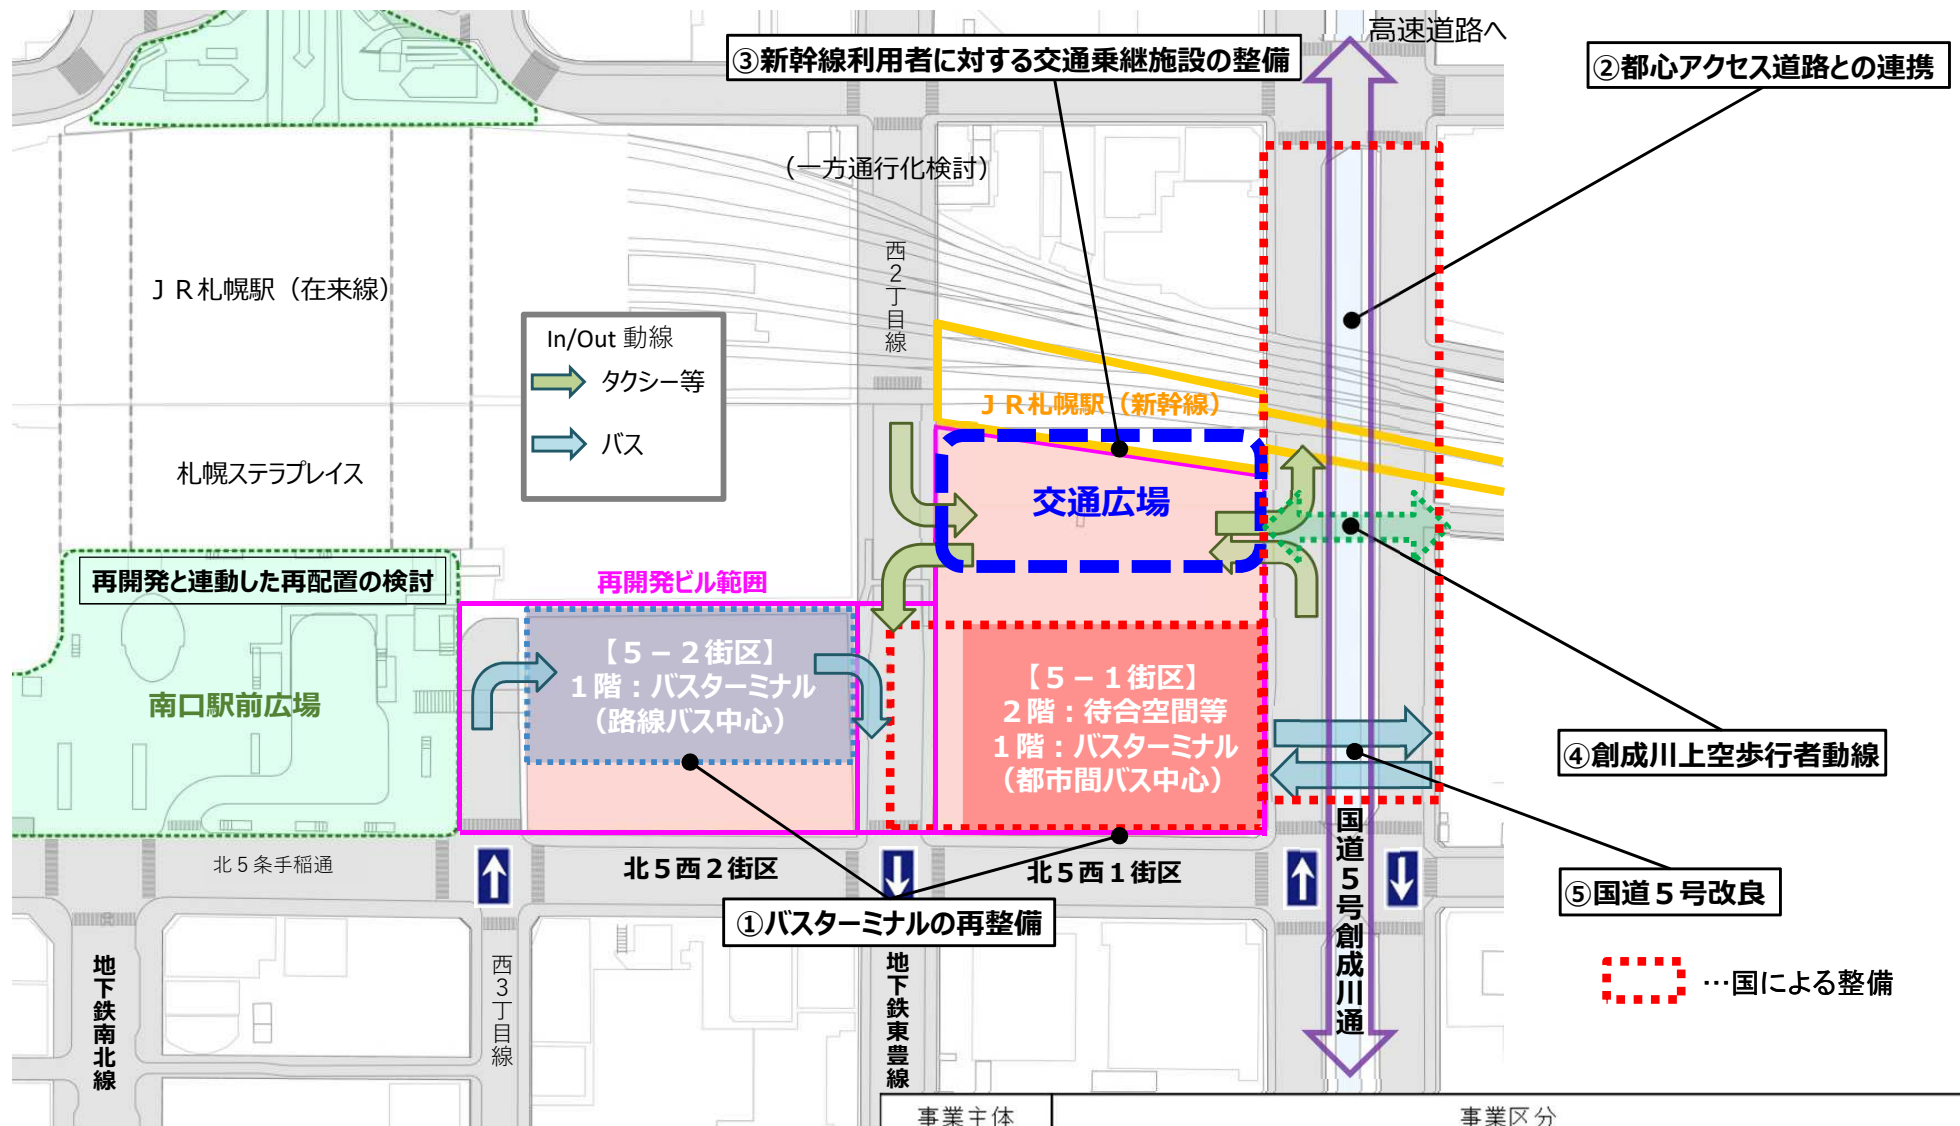 高速道路へ
③新幹線利用者に対する交通乗継施設の整備
②都心アクセス道路との連携
（一方通行化検討）
西2丁目線
ＪＲ札幌駅（在来線）
In/Out 動線
タクシー等
バス
ＪＲ札幌駅（新幹線）
札幌ステラプレイス
交通広場
再開発と連動した再配置の検討
再開発ビル範囲
南口駅前広場
【５－２街区】
１階：バスターミナル
（路線バス中心）
【５－１街区】
２階：待合空間等
１階：バスターミナル
（都市間バス中心）
④創成川上空歩行者動線
国道５号創成川通
北５条手稲通
北５西２街区
北５西１街区
⑤国道５号改良
①バスターミナルの再整備
地下鉄南北線
西3丁目線
地下鉄東豊線
…国による整備
事業主体
事業区分